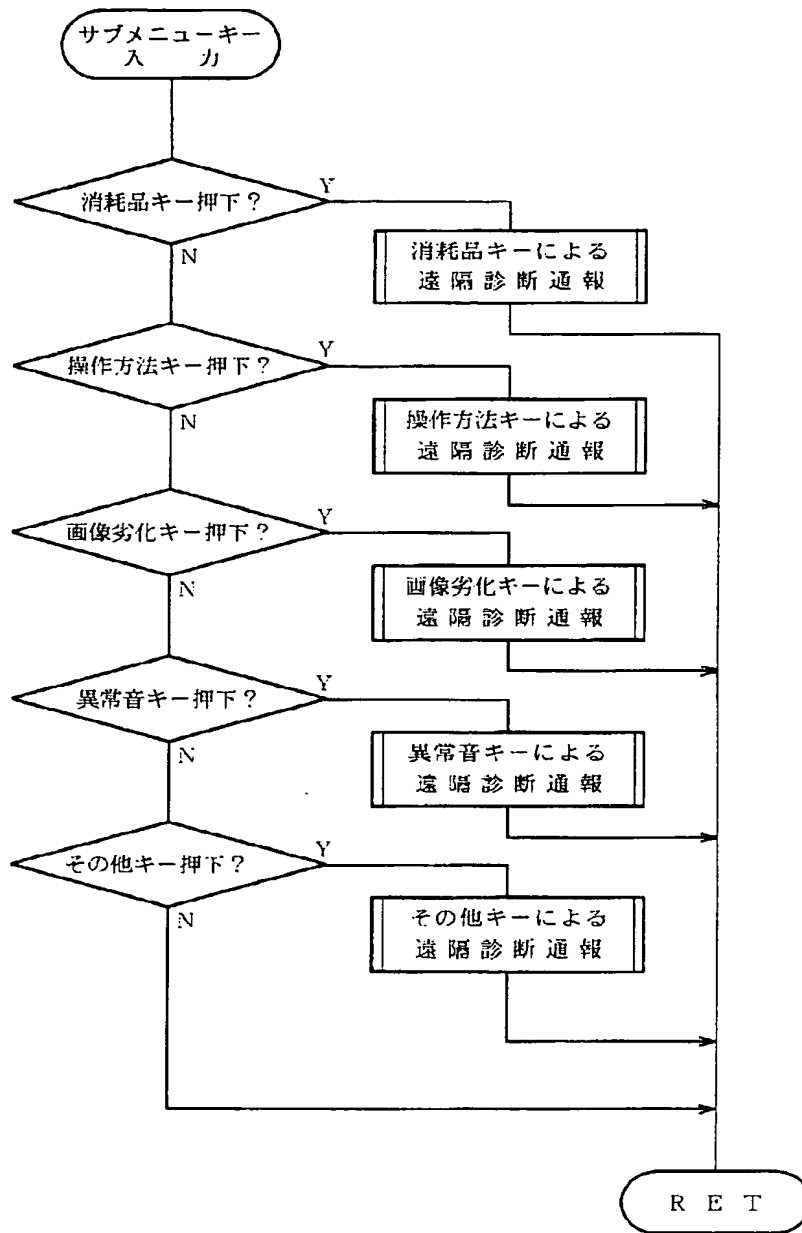 サブメニューキー
入 力
消耗品キー押下?
Y
N
消耗品キーによる
遠隔診断通報
操作方法キー押下?
Y
N
操作方法キーによる
遠隔診断通報
画像劣化キー押下?
Y
N
画像劣化キーによる
遠隔診断通報
異常音キー押下?
Y
N
異常音キーによる
遠隔診断通報
その他キー押下?
Y
N
その他キーによる
遠隔診断通報
R E T